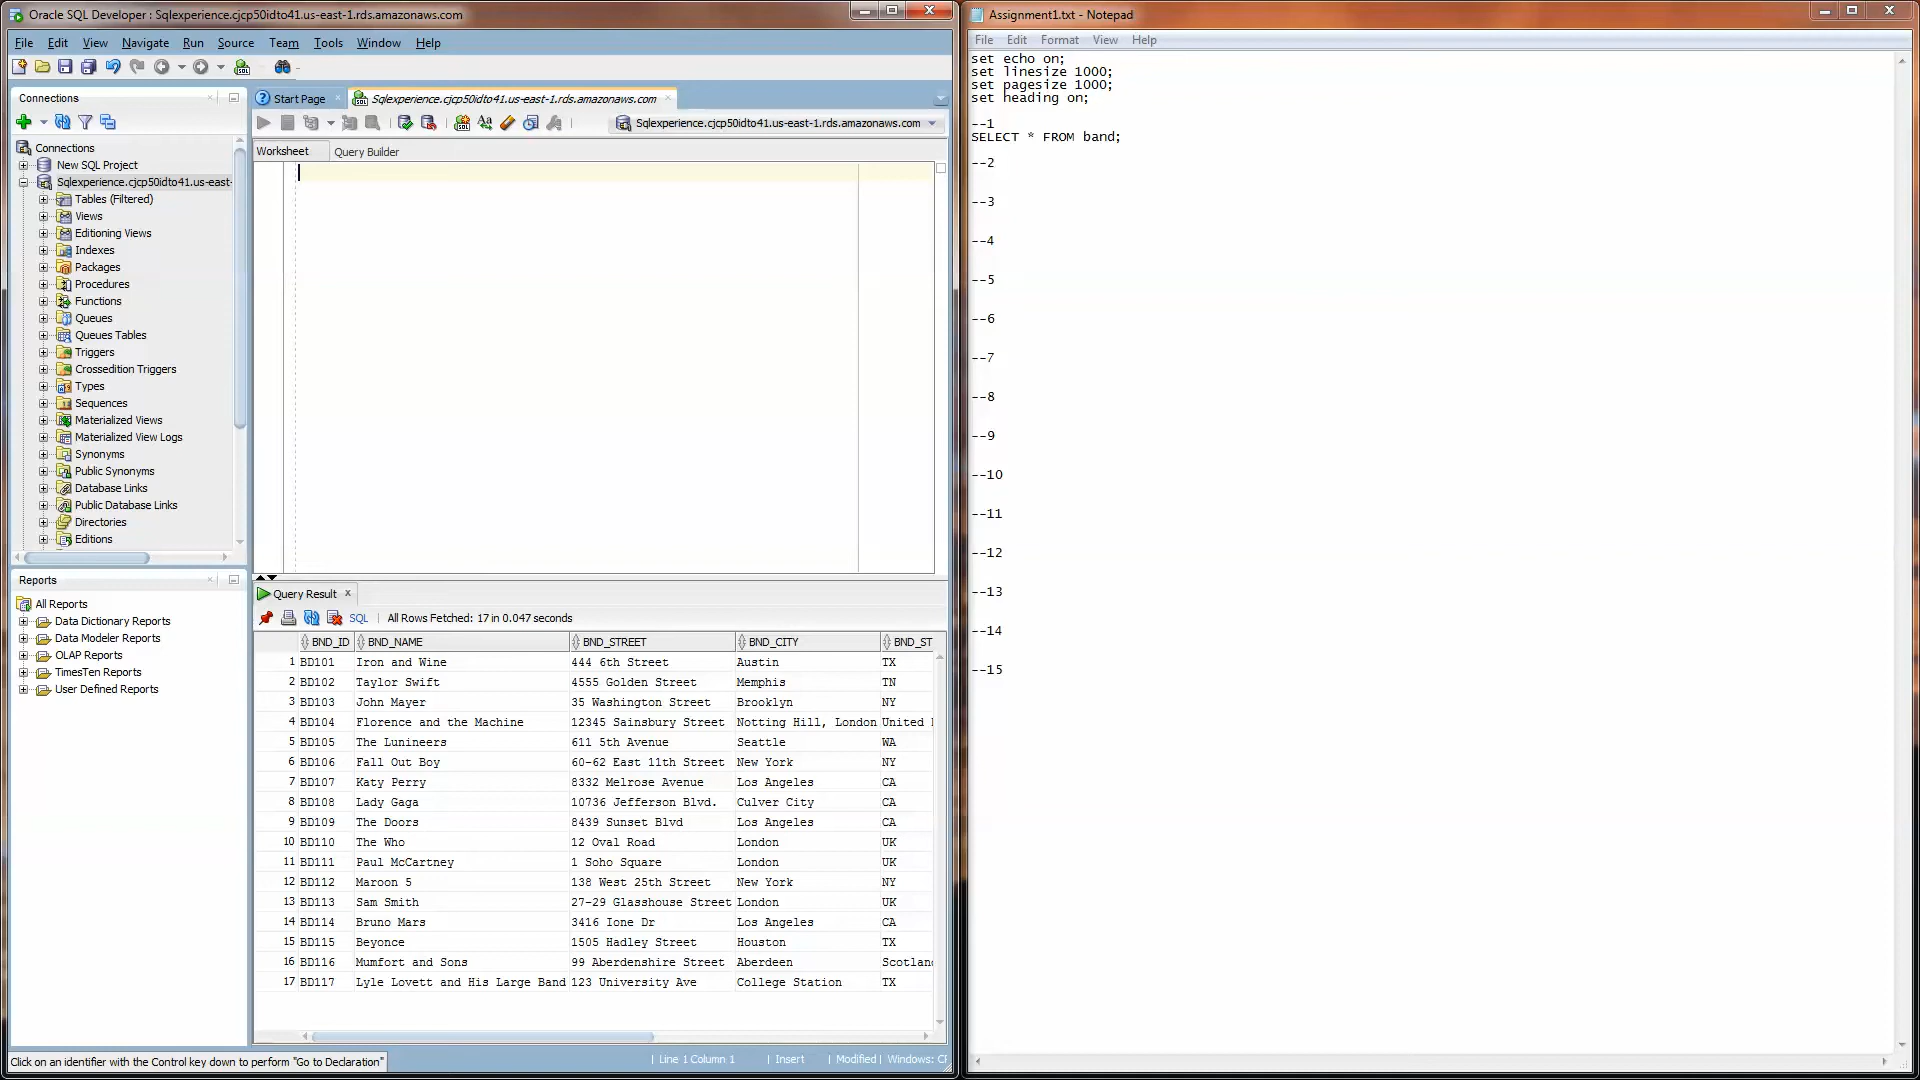 Oracle SQL Developer : Sqlexperience.cjcp50idto41.us-east-1.rds.amazonaws.com
File Edit View Navigate Run Source Team Tools Window Help
Connections
Start Page
Sqlexperience.cjcp50idto41.us-east-1.rds.amazonaws.com
Sqlexperience.cjcp50idto41.us-east-1.rds.amazonaws.com
Worksheet Query Builder
Connections
New SQL Project
Sqlexperience.cjcp50idto41.us-east-
Tables (Filtered)
Views
Editioning Views
Indexes
Packages
Procedures
Functions
Queues
Queues Tables
Triggers
Crossedition Triggers
Types
Sequences
Materialized Views
Materialized View Logs
Synonyms
Public Synonyms
Database Links
Public Database Links
Directories
Editions
Reports
All Reports
Data Dictionary Reports
Data Modeler Reports
OLAP Reports
TimesTen Reports
User Defined Reports
Query Result
SQL | All Rows Fetched: 17 in 0.047 seconds
BND_ID BND_NAME BND_STREET BND_CITY BND_ST
1 BD101 Iron and Wine 444 6th Street Austin TX
2 BD102 Taylor Swift 4555 Golden Street Memphis TN
3 BD103 John Mayer 35 Washington Street Brooklyn NY
4 BD104 Florence and the Machine 12345 Sainsbury Street Notting Hill, London United
5 BD105 The Lunineers 611 5th Avenue Seattle WA
6 BD106 Fall Out Boy 60-62 East 11th Street New York NY
7 BD107 Katy Perry 8332 Melrose Avenue Los Angeles CA
8 BD108 Lady Gaga 10736 Jefferson Blvd. Culver City CA
9 BD109 The Doors 8439 Sunset Blvd Los Angeles CA
10 BD110 The Who 12 Oval Road London UK
11 BD111 Paul McCartney 1 Soho Square London UK
12 BD112 Maroon 5 138 West 25th Street New York NY
13 BD113 Sam Smith 27-29 Glasshouse Street London UK
14 BD114 Bruno Mars 3416 Ione Dr Los Angeles CA
15 BD115 Beyonce 1505 Hadley Street Houston TX
16 BD116 Mumfort and Sons 99 Aberdenshire Street Aberdeen Scotlan
17 BD117 Lyle Lovett and His Large Band 123 University Ave College Station TX
Click on an identifier with the Control key down to perform "Go to Declaration"
| Line 1 Column 1 | Insert | Modified | Windows: CF
Assignment1.txt - Notepad
File Edit Format View Help
set echo on;
set linesize 1000;
set pagesize 1000;
set heading on;
--1
SELECT * FROM band;
--2
--3
--4
--5
--6
--7
--8
--9
--10
--11
--12
--13
--14
--15